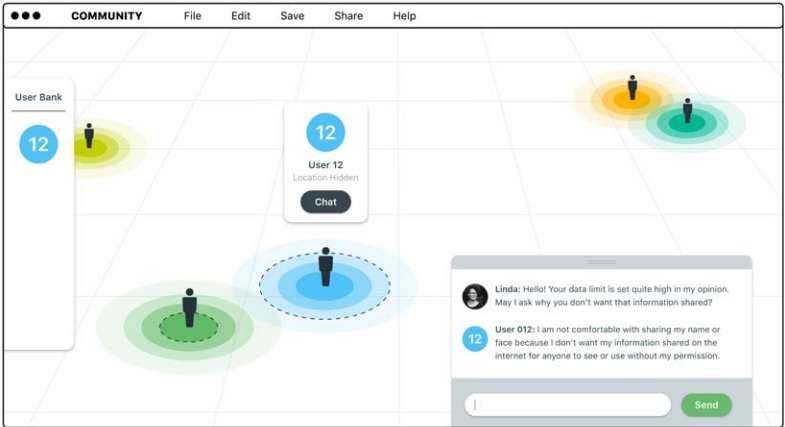 COMMUNITY File Edit Save Share Help
User Bank
12
12
User 12
Location Hidden
Chat
Linda: Hello! Your data limit is set quite high in my opinion.
May I ask why you don't want that information shared?
12
User 012: I am not comfortable with sharing my name or
face because I don't want my information shared on the
internet for anyone to see or use without my permission.
Send